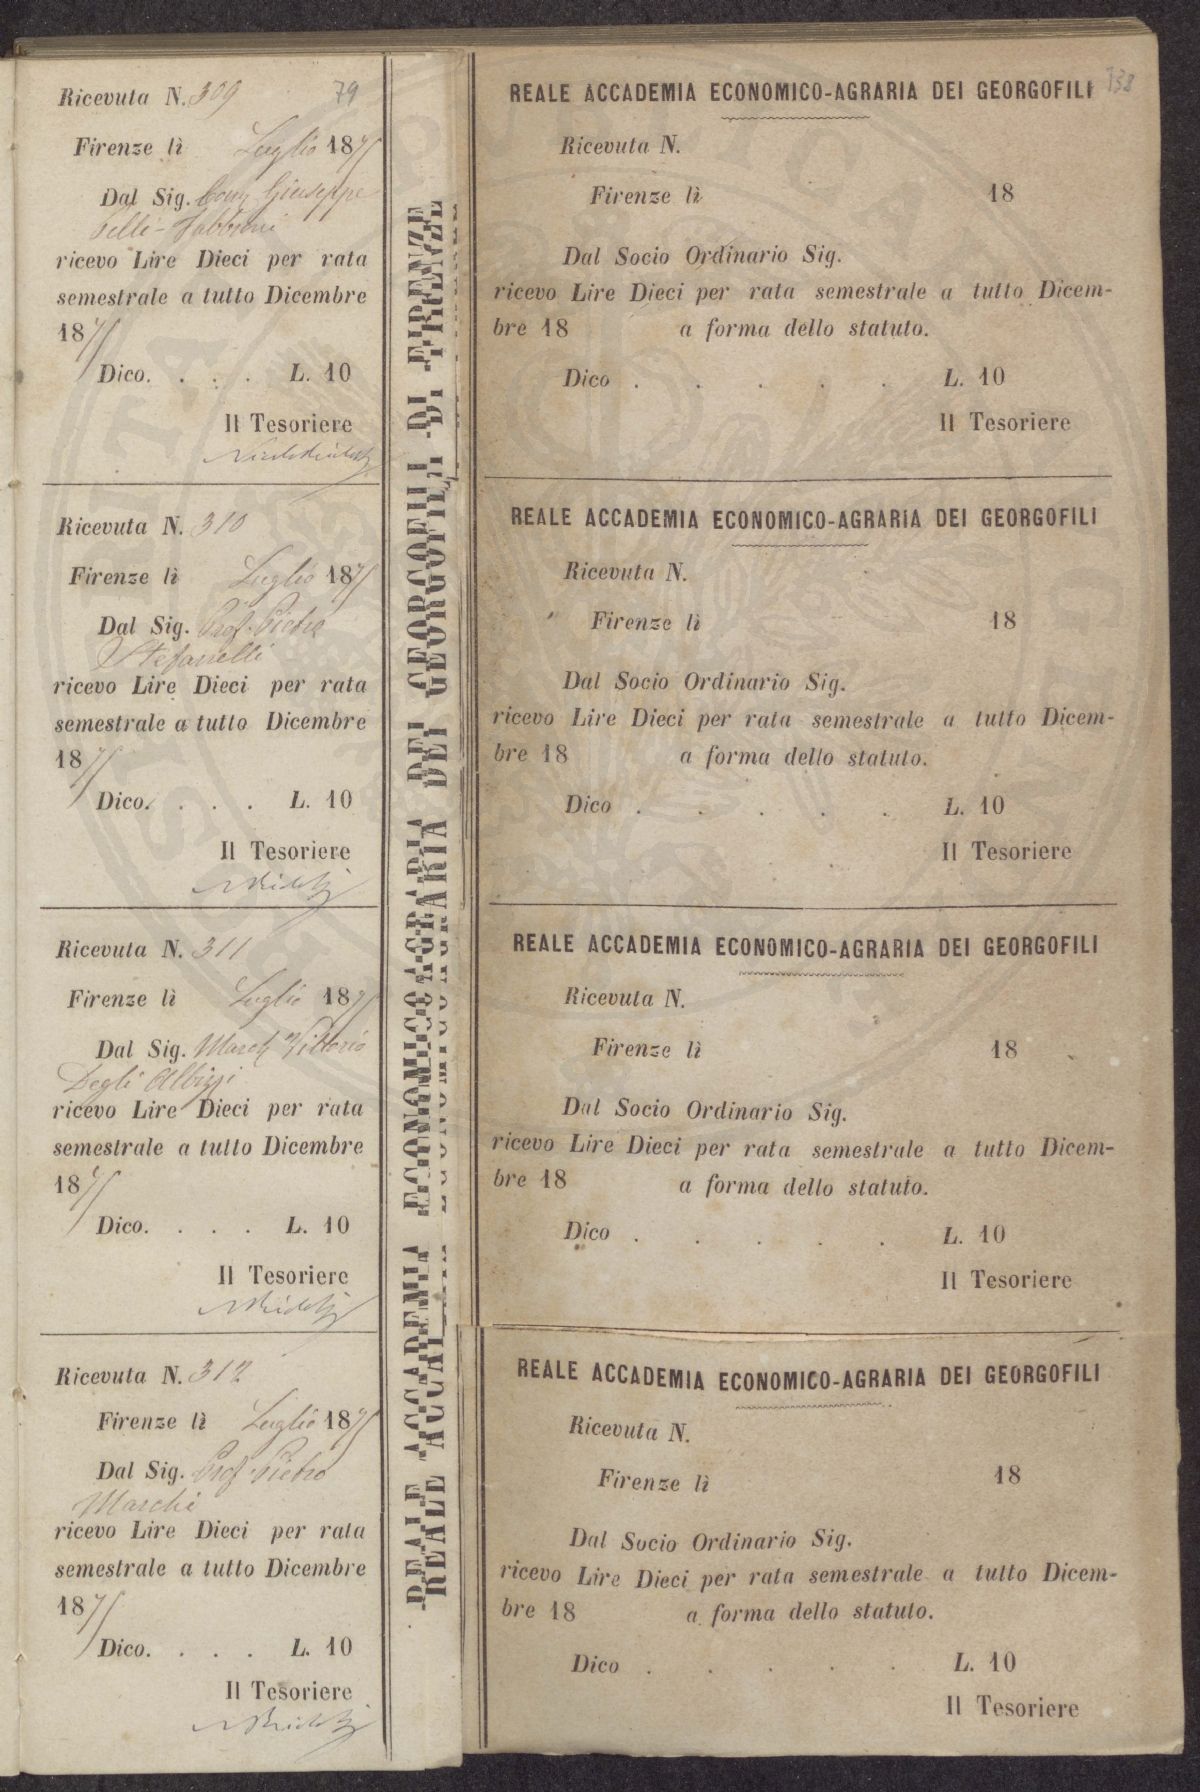 Ricevuta N. 309
79
Firenze lì Luglio 187
Dal Sig. Giuseppe
Pelli-Fabbroni
ricevo Lire Dieci per rata
semestrale a tutto Dicembre
187
Dico. . . . L. 10
Il Tesoriere
Ricevuta N. 310
Firenze lì Luglio 187
Dal Sig. Prof. Pietro
Stefanelli
ricevo Lire Dieci per rata
semestrale a tutto Dicembre
187
Dico. . . . L. 10
Il Tesoriere
Ricevuta N. 311
Firenze lì Luglio 187
Dal Sig. March Vittorio
Degli Albizzi
ricevo Lire Dieci per rata
semestrale a tutto Dicembre
187
Dico. . . . L. 10
Il Tesoriere
Ricevuta N. 312
Firenze lì Luglio 187
Dal Sig. Prof. Pietro
Marchi
ricevo Lire Dieci per rata
semestrale a tutto Dicembre
187
Dico. . . . L. 10
Il Tesoriere
REALE ACCADEMIA ECONOMICO AGRARIA DEI GEORGOFILI DI FIRENZE
138
REALE ACCADEMIA ECONOMICO-AGRARIA DEI GEORGOFILI
Ricevuta N.
Firenze lì 18
Dal Socio Ordinario Sig.
ricevo Lire Dieci per rata semestrale a tutto Dicem-
bre 18 a forma dello statuto.
Dico . . . . . L. 10
Il Tesoriere
REALE ACCADEMIA ECONOMICO-AGRARIA DEI GEORGOFILI
Ricevuta N.
Firenze lì 18
Dal Socio Ordinario Sig.
ricevo Lire Dieci per rata semestrale a tutto Dicem-
bre 18 a forma dello statuto.
Dico . . . . . L. 10
Il Tesoriere
REALE ACCADEMIA ECONOMICO-AGRARIA DEI GEORGOFILI
Ricevuta N.
Firenze lì 18
Dal Socio Ordinario Sig.
ricevo Lire Dieci per rata semestrale a tutto Dicem-
bre 18 a forma dello statuto.
Dico . . . . . L. 10
Il Tesoriere
REALE ACCADEMIA ECONOMICO-AGRARIA DEI GEORGOFILI
Ricevuta N.
Firenze lì 18
Dal Socio Ordinario Sig.
ricevo Lire Dieci per rata semestrale a tutto Dicem-
bre 18 a forma dello statuto.
Dico . . . . . L. 10
Il Tesoriere